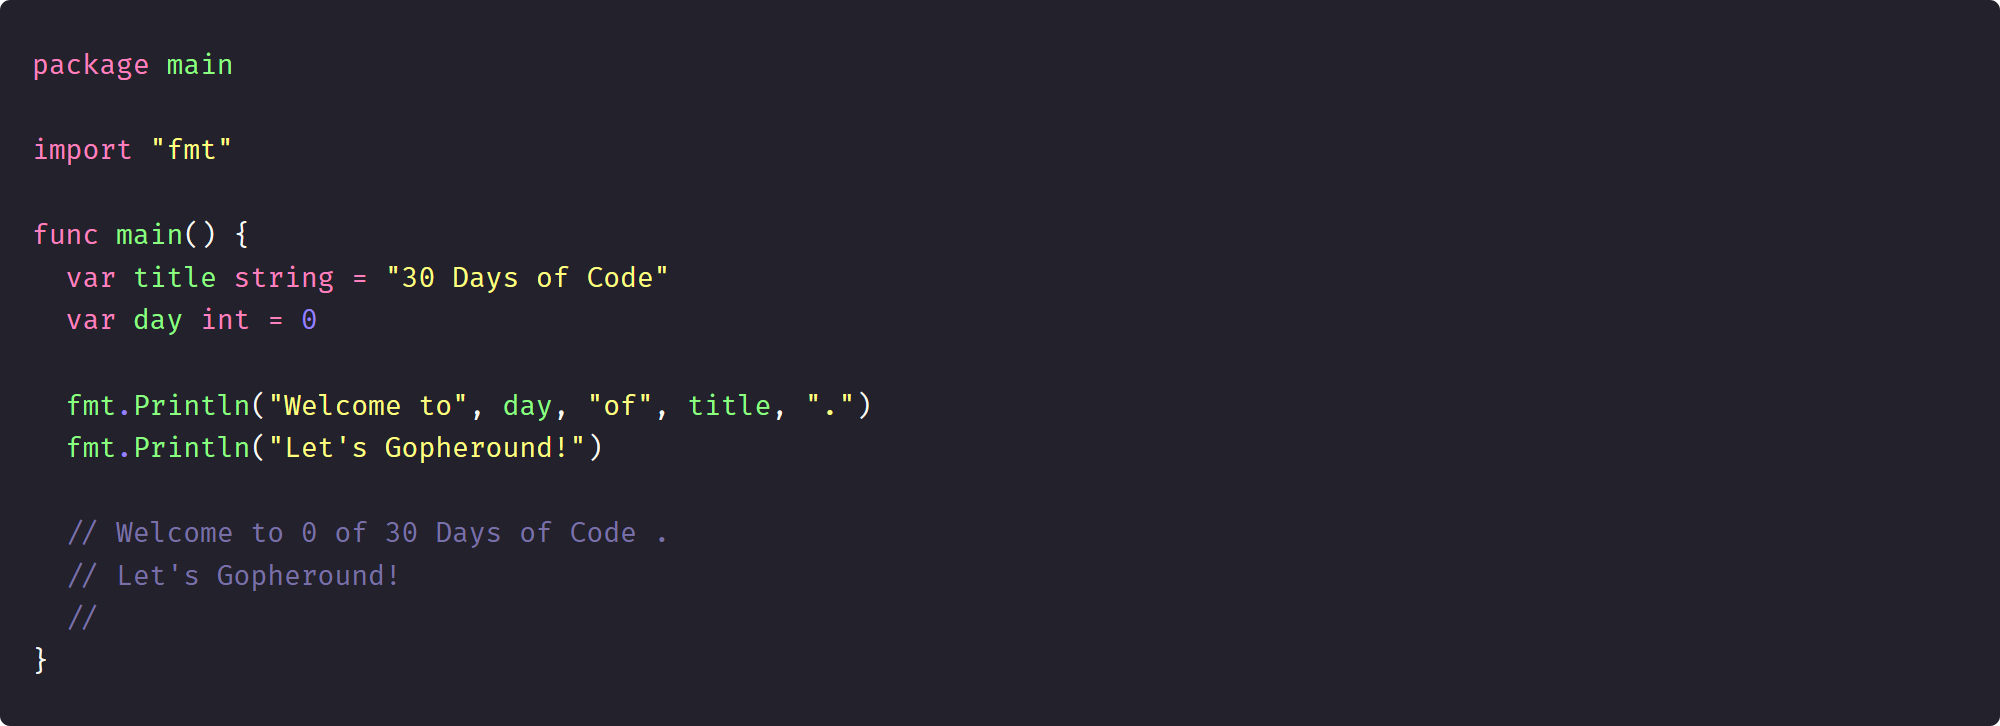 package main
import "fmt"
func main() {
  var title string = "30 Days of Code"
  var day int = 0
  fmt.Println("Welcome to", day, "of", title, ".")
  fmt.Println("Let's Gopheround!")
  // Welcome to 0 of 30 Days of Code .
  // Let's Gopheround!
  //
}